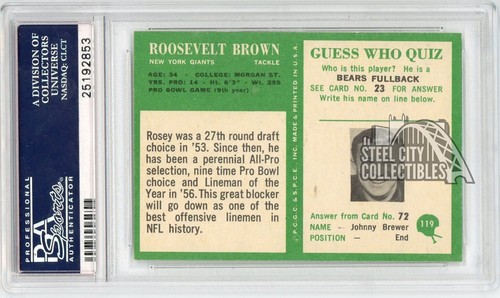 A DIVISION OF
COLLECTORS
UNIVERSE
NASDAQ: CLCT
25192853
PSA
Sports
PROFESSIONAL
SPORTS
AUTHENTICATOR
ROOSEVELT BROWN
NEW YORK GIANTS TACKLE
AGE: 34 - COLLEGE: MORGAN ST.
YRS. PRO: 14 - HT. 6'3" - WT. 255
PRO BOWL GAME (9th year)
Rosey was a 27th round draft
choice in '53. Since then, he
has been a perennial All-Pro
selection, nine time Pro Bowl
choice and Lineman of the
Year in '56. This great blocker
will go down as one of the
best offensive linemen in
NFL history.
© P.C.G.C. & S.P.C.E., INC. MADE & PRINTED IN U.S.A.
GUESS WHO QUIZ
Who is this player? He is a
BEARS FULLBACK
SEE CARD NO. 23 FOR ANSWER
Write his name on line below.
STEEL CITY
COLLECTIBLES
Answer from Card No. 72
NAME – Johnny Brewer
POSITION – End
119